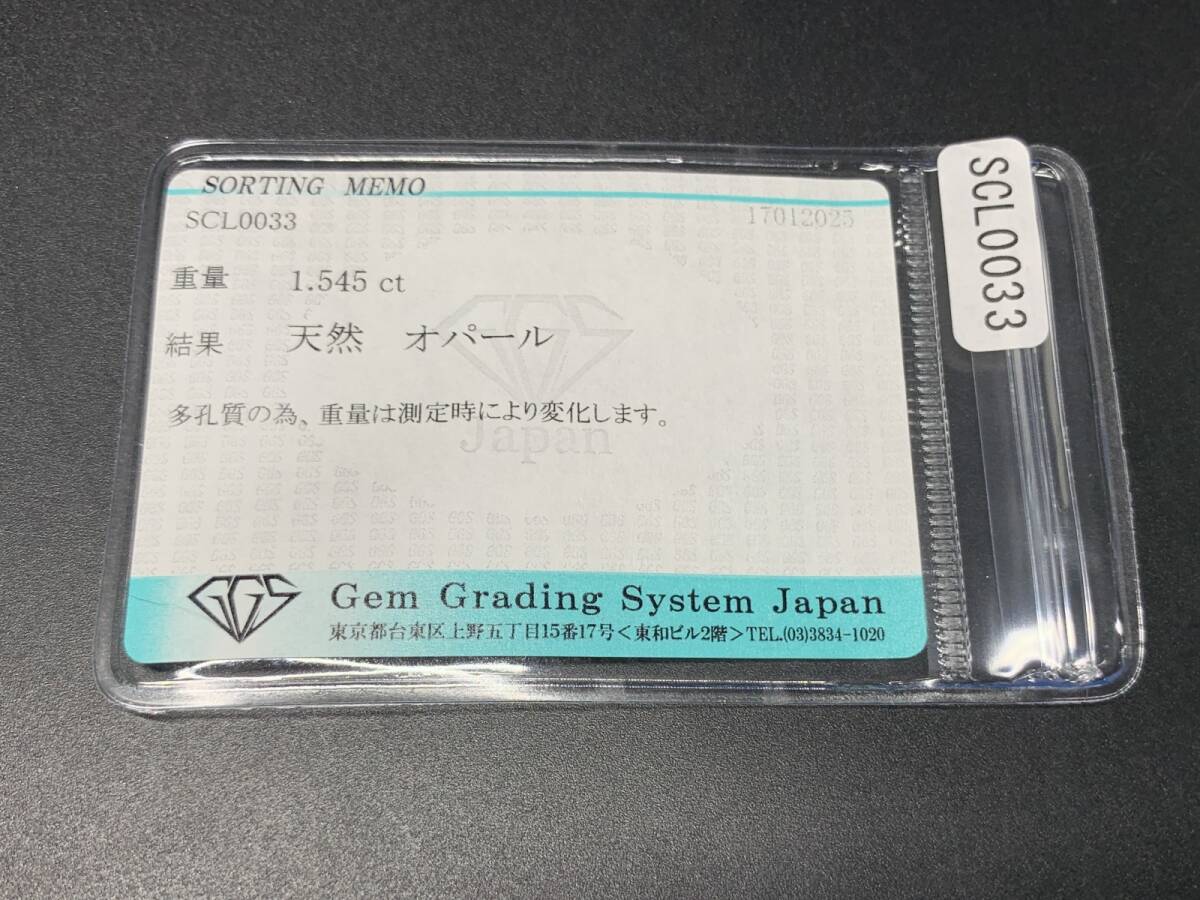 SORTING MEMO
SCL0033 17012025
重量 1.545 ct
結果 天然 オパール
多孔質の為、重量は測定時により変化します。
GGS
Japan
GGS Gem Grading System Japan
東京都台東区上野五丁目15番17号＜東和ビル2階＞TEL.(03)3834-1020
SCL0033